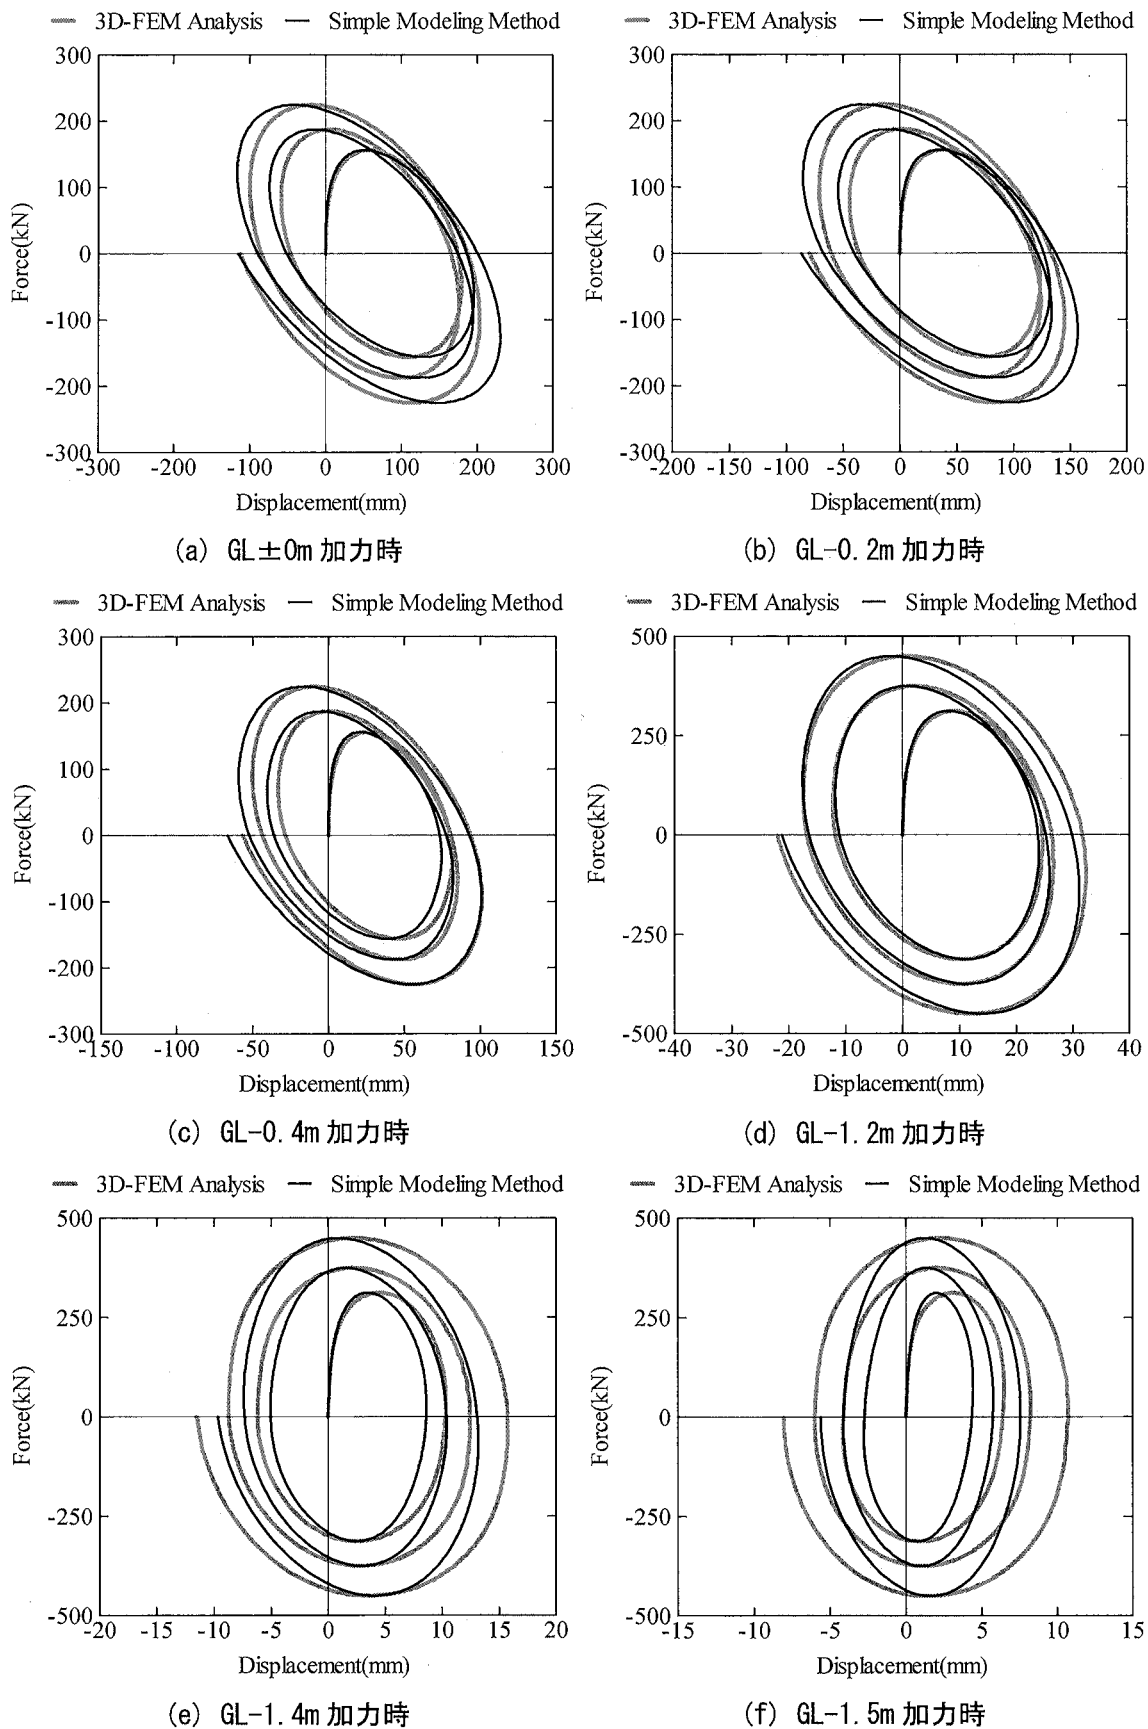 3D-FEM Analysis Simple Modeling Method
300
200
100
0
-100
-200
-300
Force(kN)
-300 -200 -100 0 100 200 300
Displacement(mm)
(a) GL±0m 加力時
3D-FEM Analysis Simple Modeling Method
300
200
100
0
-100
-200
-300
Force(kN)
-200 -150 -100 -50 0 50 100 150 200
Displacement(mm)
(b) GL-0.2m 加力時
3D-FEM Analysis Simple Modeling Method
300
200
100
0
-100
-200
-300
Force(kN)
-150 -100 -50 0 50 100 150
Displacement(mm)
(c) GL-0.4m 加力時
3D-FEM Analysis Simple Modeling Method
500
250
0
-250
-500
Force(kN)
-40 -30 -20 -10 0 10 20 30 40
Displacement(mm)
(d) GL-1.2m 加力時
3D-FEM Analysis Simple Modeling Method
500
250
0
-250
-500
Force(kN)
-20 -15 -10 -5 0 5 10 15 20
Displacement(mm)
(e) GL-1.4m 加力時
3D-FEM Analysis Simple Modeling Method
500
250
0
-250
-500
Force(kN)
-15 -10 -5 0 5 10 15
Displacement(mm)
(f) GL-1.5m 加力時